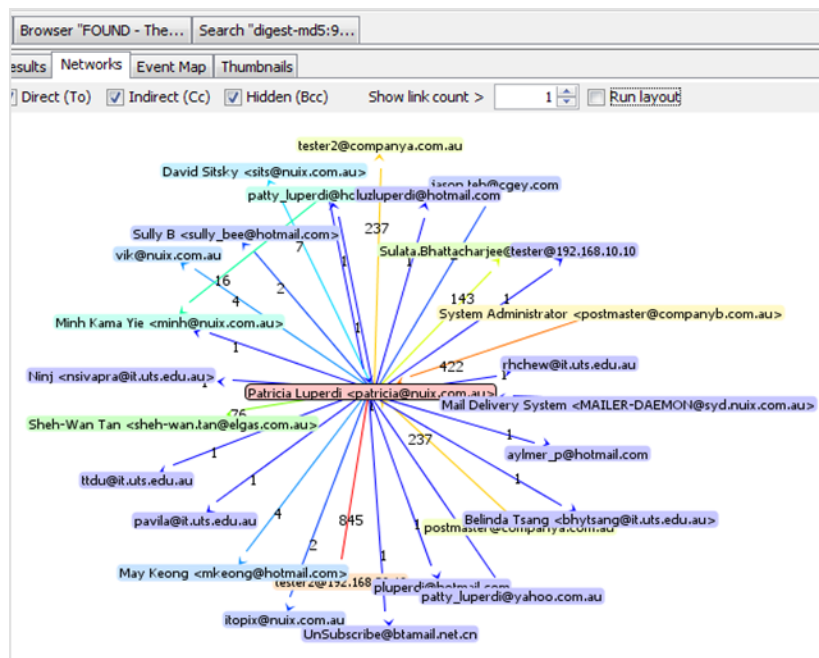 Browser "FOUND - The... Search "digest-md5:9...
esults Networks Event Map Thumbnails
Direct (To) Indirect (Cc) Hidden (Bcc) Show link count > 1 Run layout
tester2@companya.com.au
David Sitsky <sits@nuix.com.au>
jason.teh@cgey.com
patty_luperdi@hc luzluperdi@hotmail.com
237
Sully B <sully_bee@hotmail.com>
7
vik@nuix.com.au
1
Sulata.Bhattacharjee@ tester@192.168.10.10
16
2
4
143
1
System Administrator <postmaster@companyb.com.au>
Minh Kama Yie <minh@nuix.com.au>
1
1
422
rhchew@it.uts.edu.au
Ninj <nsivapra@it.uts.edu.au>
1
Patricia Luperdi <patricia@nuix.com.au>
Mail Delivery System <MAILER-DAEMON@syd.nuix.com.au>
76
Sheh-Wan Tan <sheh-wan.tan@elgas.com.au>
1
237
aylmer_p@hotmail.com
1
ttdu@it.uts.edu.au
1
1
pavila@it.uts.edu.au
4
845
1
postmaster@companya.com.au
Belinda Tsang <bhytsang@it.uts.edu.au>
2
1
May Keong <mkeong@hotmail.com>
tester2@192.168
pluperdi@hotmail.com
patty_luperdi@yahoo.com.au
itopix@nuix.com.au
UnSubscribe@btamail.net.cn